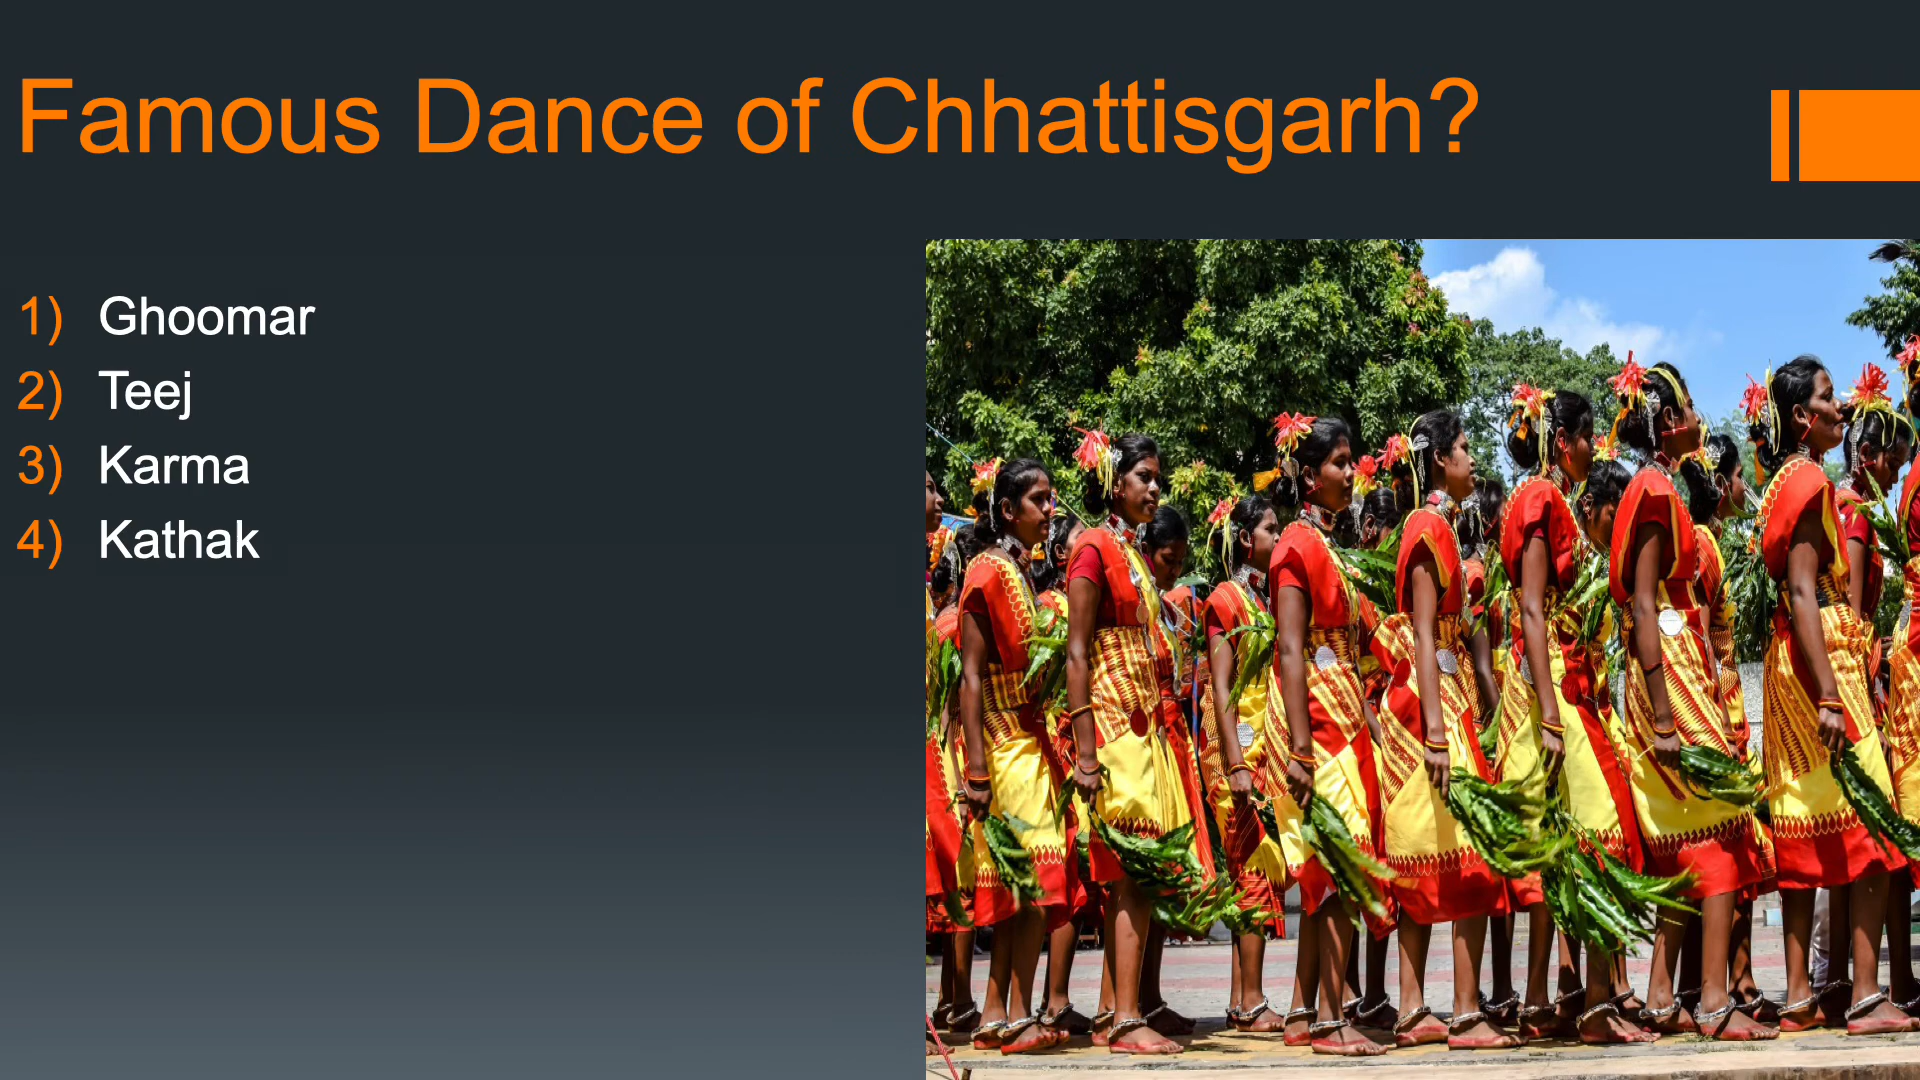 Famous Dance of Chhattisgarh?
1) Ghoomar
2) Teej
3) Karma
4) Kathak